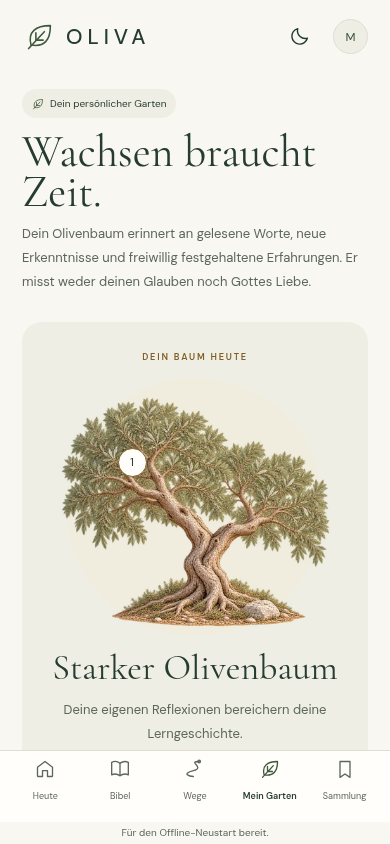 OLIVA
M
Dein persönlicher Garten
Wachsen braucht
Zeit.
Dein Olivenbaum erinnert an gelesene Worte, neue
Erkenntnisse und freiwillig festgehaltene Erfahrungen. Er
misst weder deinen Glauben noch Gottes Liebe.
DEIN BAUM HEUTE
1
Starker Olivenbaum
Deine eigenen Reflexionen bereichern deine
Lerngeschichte.
Heute
Bibel
Wege
Mein Garten
Sammlung
Für den Offline-Neustart bereit.